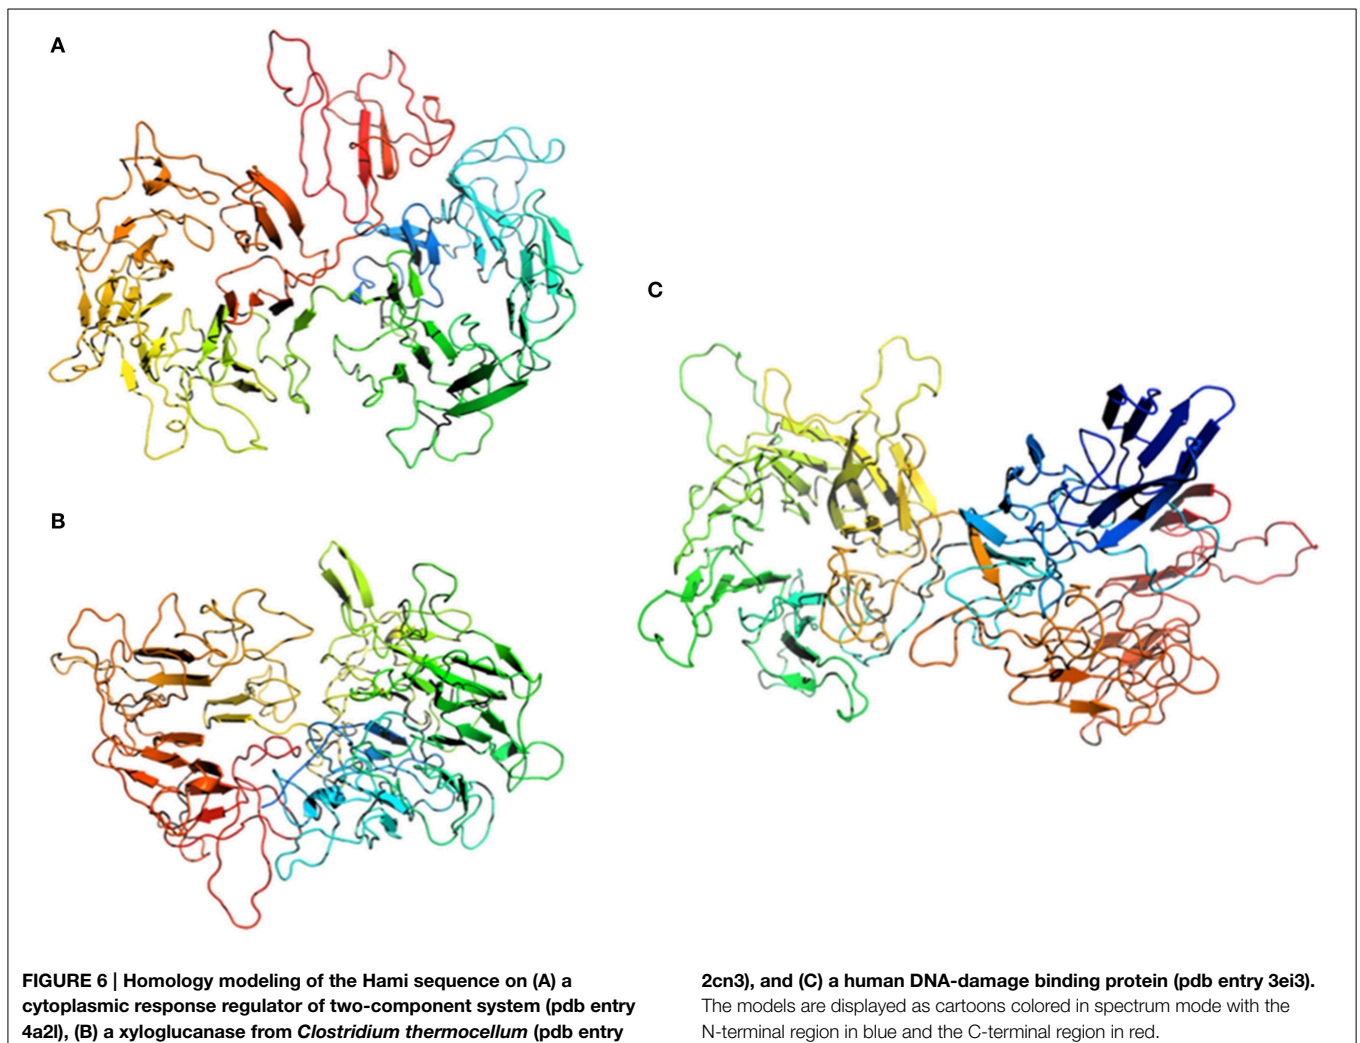 A
B
C
FIGURE 6 | Homology modeling of the Hami sequence on (A) a
cytoplasmic response regulator of two-component system (pdb entry
4a2l), (B) a xyloglucanase from Clostridium thermocellum (pdb entry
2cn3), and (C) a human DNA-damage binding protein (pdb entry 3ei3).
The models are displayed as cartoons colored in spectrum mode with the
N-terminal region in blue and the C-terminal region in red.